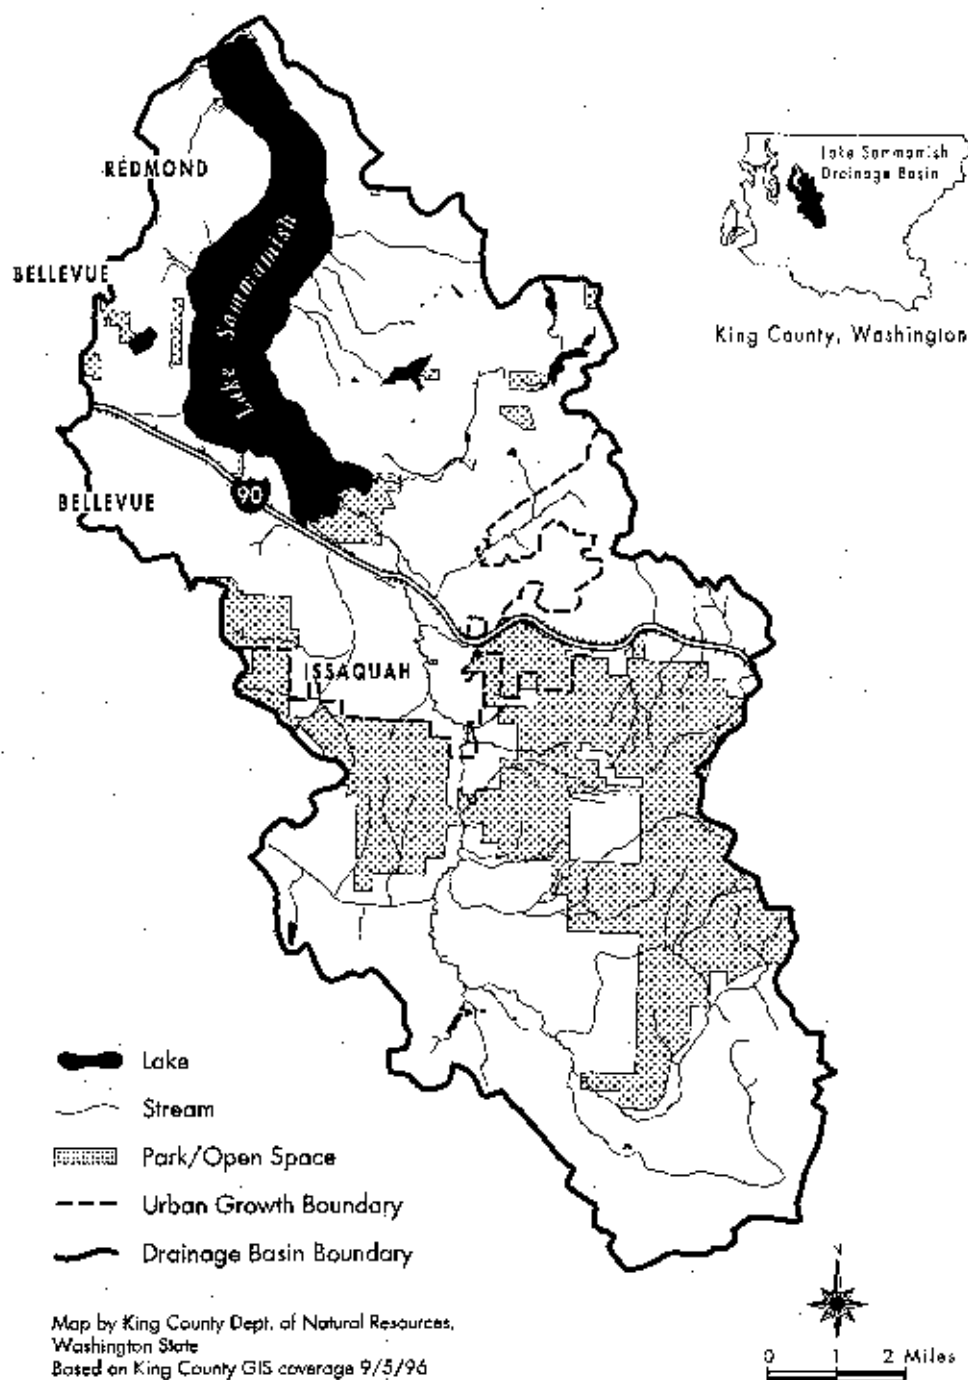 REDMOND
Lake Sammamish
Drainage Basin
BELLEVUE
Lake Sammamish
King County, Washington
90
BELLEVUE
ISSAQUAH
Lake
Stream
Park/Open Space
Urban Growth Boundary
Drainage Basin Boundary
N
Map by King County Dept. of Natural Resources,
Washington State
Based on King County GIS coverage 9/5/96
0 1 2 Miles